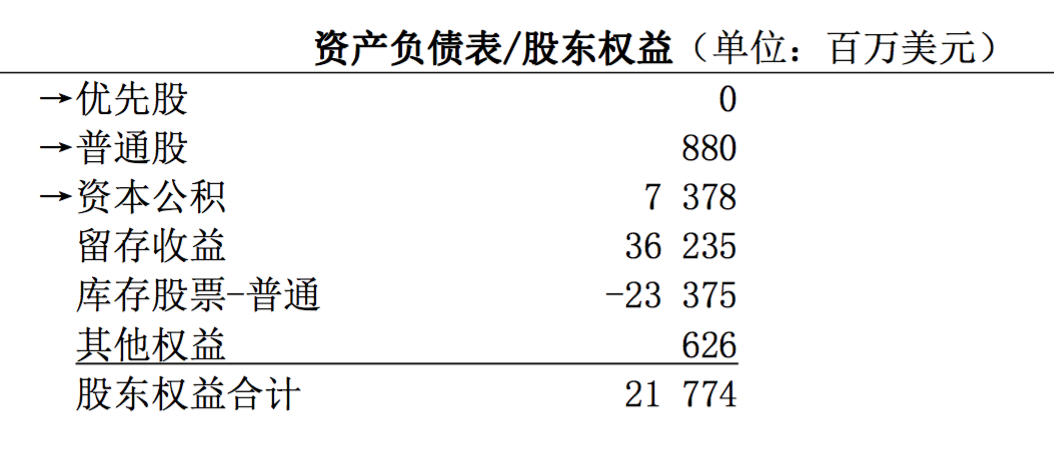 资产负债表/股东权益（单位：百万美元）
→优先股 0
→普通股 880
→资本公积 7 378
留存收益 36 235
库存股票-普通 -23 375
其他权益 626
股东权益合计 21 774